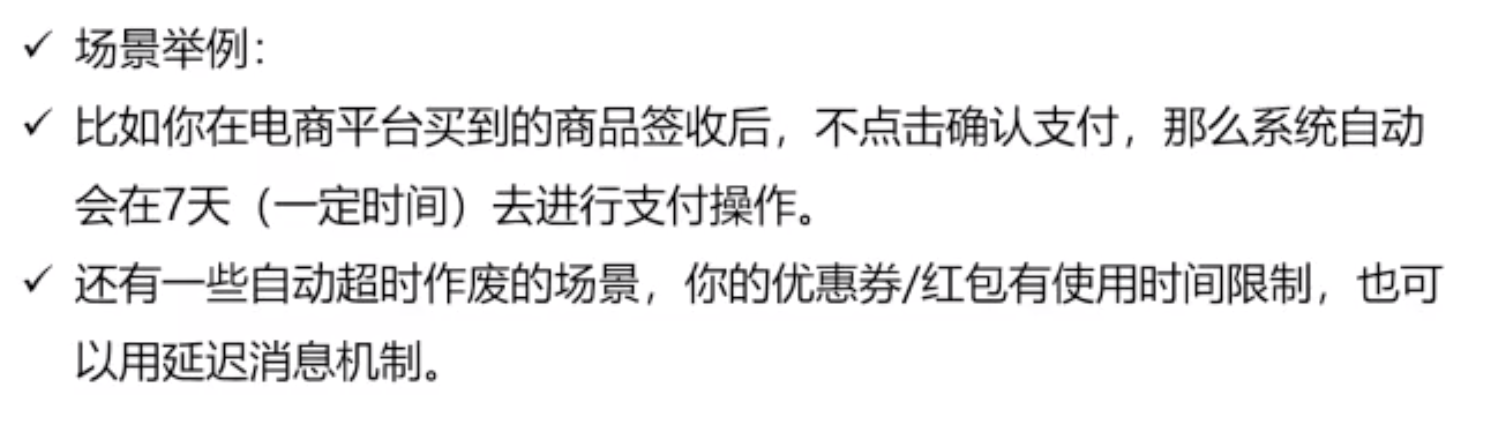 ✓ 场景举例：
✓ 比如你在电商平台买到的商品签收后，不点击确认支付，那么系统自动
会在7天（一定时间）去进行支付操作。
✓ 还有一些自动超时作废的场景，你的优惠券/红包有使用时间限制，也可
以用延迟消息机制。